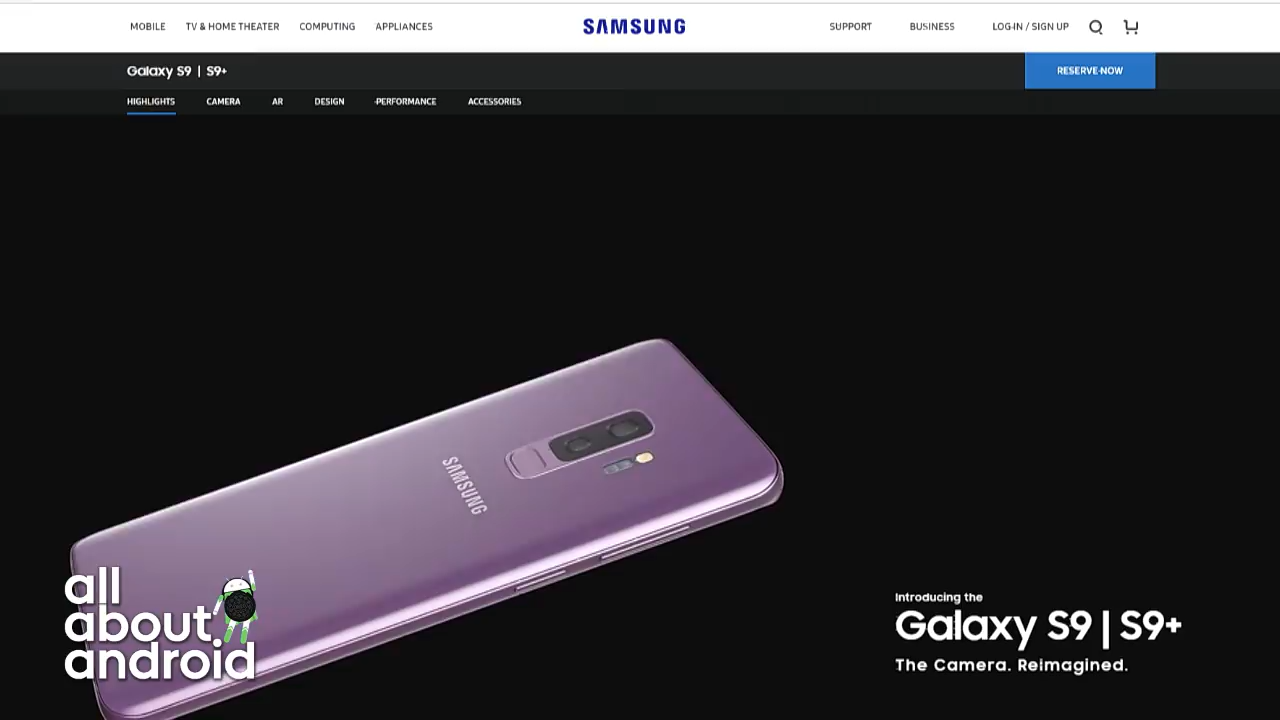 MOBILE TV & HOME THEATER COMPUTING APPLIANCES SAMSUNG SUPPORT BUSINESS LOG-IN / SIGN UP
Galaxy S9 | S9+ RESERVE NOW
HIGHLIGHTS CAMERA AR DESIGN PERFORMANCE ACCESSORIES
SAMSUNG
all
about
android
Introducing the
Galaxy S9 | S9+
The Camera. Reimagined.